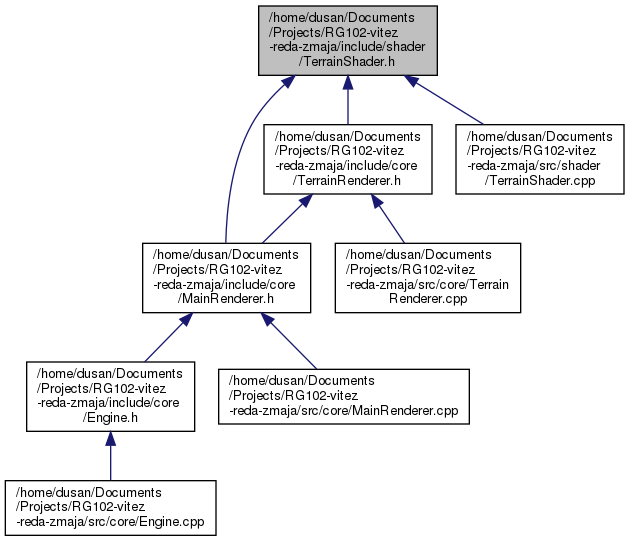 /home/dusan/Documents
/Projects/RG102-vitez
-reda-zmaja/include/shader
/TerrainShader.h
/home/dusan/Documents
/Projects/RG102-vitez
-reda-zmaja/include/core
/TerrainRenderer.h
/home/dusan/Documents
/Projects/RG102-vitez
-reda-zmaja/src/shader
/TerrainShader.cpp
/home/dusan/Documents
/Projects/RG102-vitez
-reda-zmaja/include/core
/MainRenderer.h
/home/dusan/Documents
/Projects/RG102-vitez
-reda-zmaja/src/core/Terrain
Renderer.cpp
/home/dusan/Documents
/Projects/RG102-vitez
-reda-zmaja/include/core
/Engine.h
/home/dusan/Documents
/Projects/RG102-vitez
-reda-zmaja/src/core/MainRenderer.cpp
/home/dusan/Documents
/Projects/RG102-vitez
-reda-zmaja/src/core/Engine.cpp